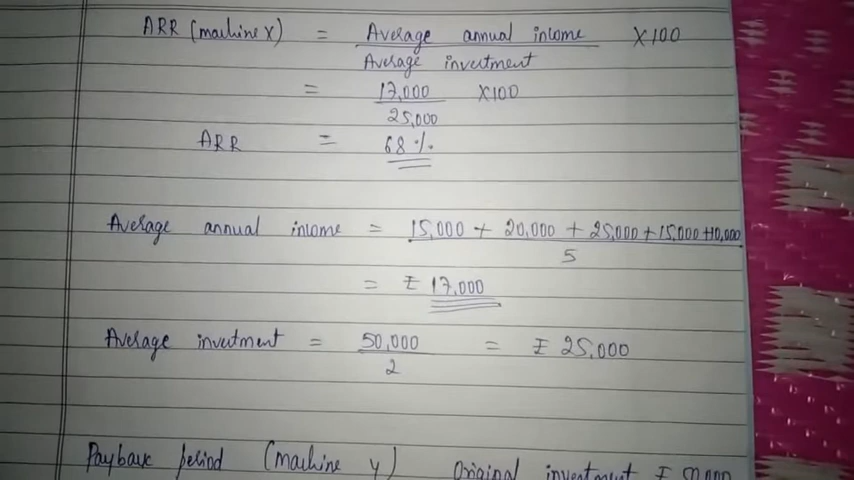 ARR (machine X) = Average annual income X100
Average investment
= 17,000 X100
25,000
ARR = 68 %
Average annual income = 15,000 + 20,000 + 25,000 + 15,000 + 10,000
5
= ₹ 17,000
Average investment = 50,000 = ₹ 25,000
2
Payback period (machine y) Original investment ₹ 50,000